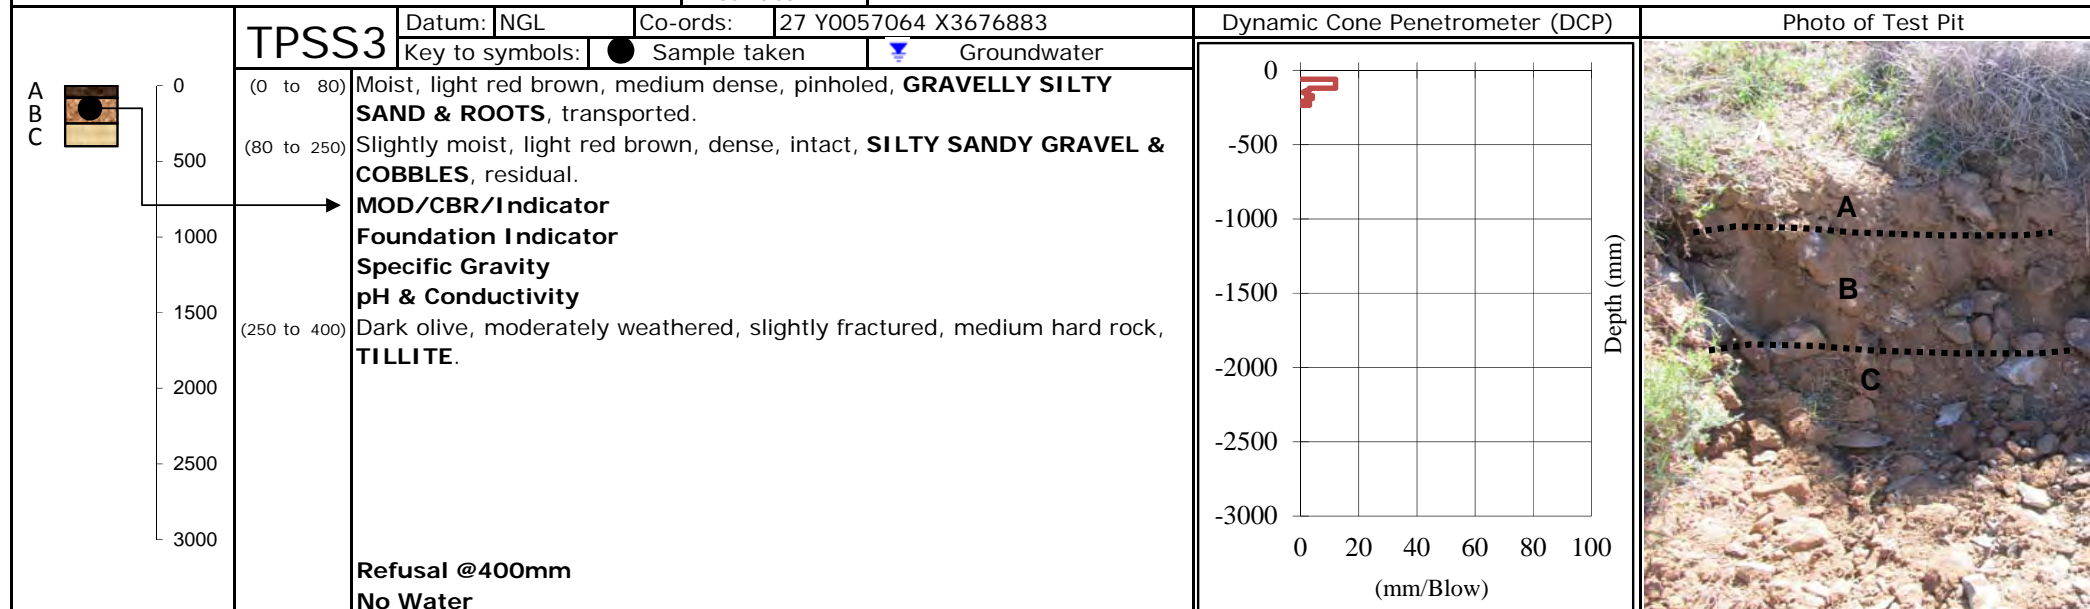 TPSS3
Datum: NGL Co-ords: 27 Y0057064 X3676883
Key to symbols: Sample taken Groundwater
Dynamic Cone Penetrometer (DCP)
Photo of Test Pit
A
B
C
0
500
1000
1500
2000
2500
3000
(0 to 80) Moist, light red brown, medium dense, pinholed, GRAVELLY SILTY
SAND & ROOTS, transported.
(80 to 250) Slightly moist, light red brown, dense, intact, SILTY SANDY GRAVEL &
COBBLES, residual.
MOD/CBR/Indicator
Foundation Indicator
Specific Gravity
pH & Conductivity
(250 to 400) Dark olive, moderately weathered, slightly fractured, medium hard rock,
TILLITE.
Refusal @400mm
No Water
0
-500
-1000
-1500
-2000
-2500
-3000
0 20 40 60 80 100
(mm/Blow)
Depth (mm)
A
B
C